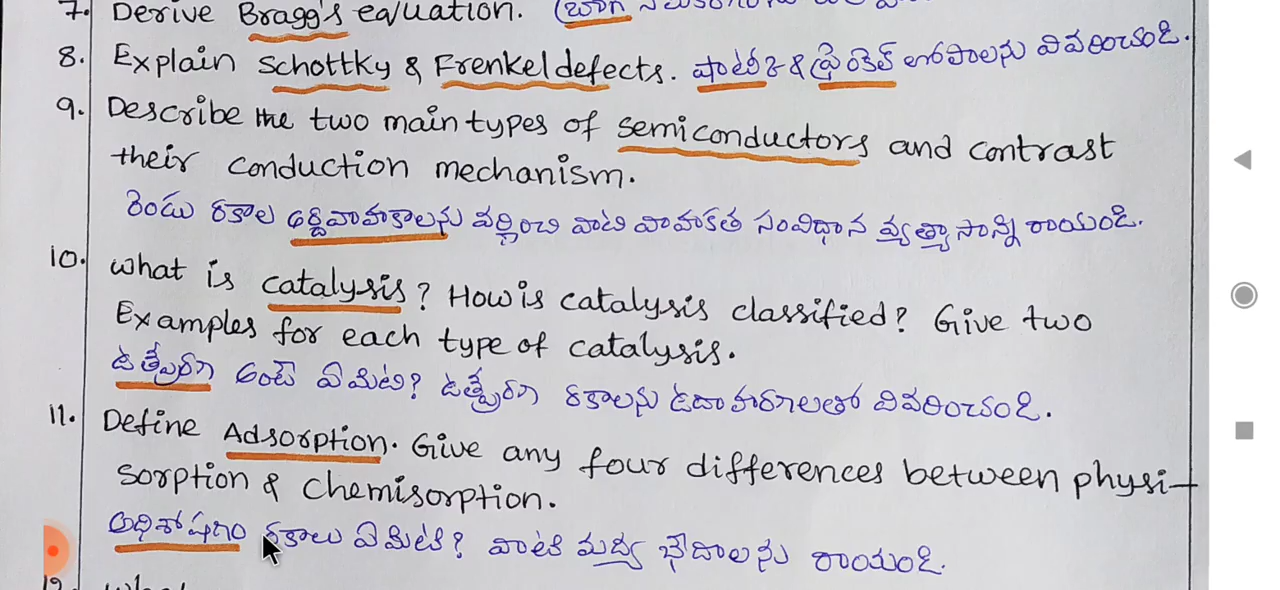 7. Derive Bragg's equation. (బ్రాగ్
8. Explain Schottky & Frenkel defects. షాట్కీ & ఫ్రెంకెల్ లోపాలను వివరించండి.
9. Describe the two main types of semiconductors and contrast
their conduction mechanism.
రెండు రకాల అర్ధవాహకాలను వర్ణించి వాటి వాహకత సంవిధాన వ్యత్యాసాన్ని రాయండి.
10. What is catalysis? How is catalysis classified? Give two
Examples for each type of catalysis.
ఉత్ప్రేరణ అంటే ఏమిటి? ఉత్ప్రేరణ రకాలను ఉదాహరణలతో వివరించండి.
11. Define Adsorption. Give any four differences between physi-
sorption & chemisorption.
అధిశోషణం రకాలు ఏమిటి? వాటి మధ్య భేదాలను రాయండి.